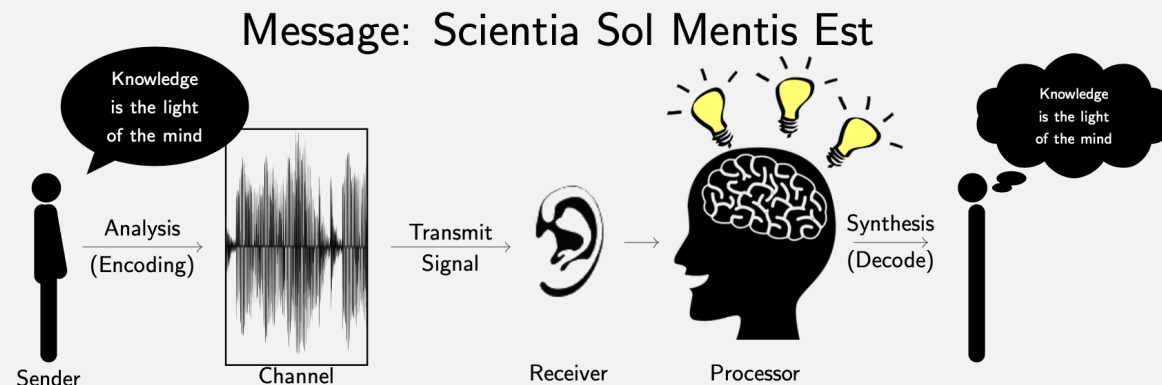 Message: Scientia Sol Mentis Est
Knowledge
is the light
of the mind
Knowledge
is the light
of the mind
Analysis
(Encoding)
Transmit
Signal
Synthesis
(Decode)
Sender
Channel
Receiver
Processor